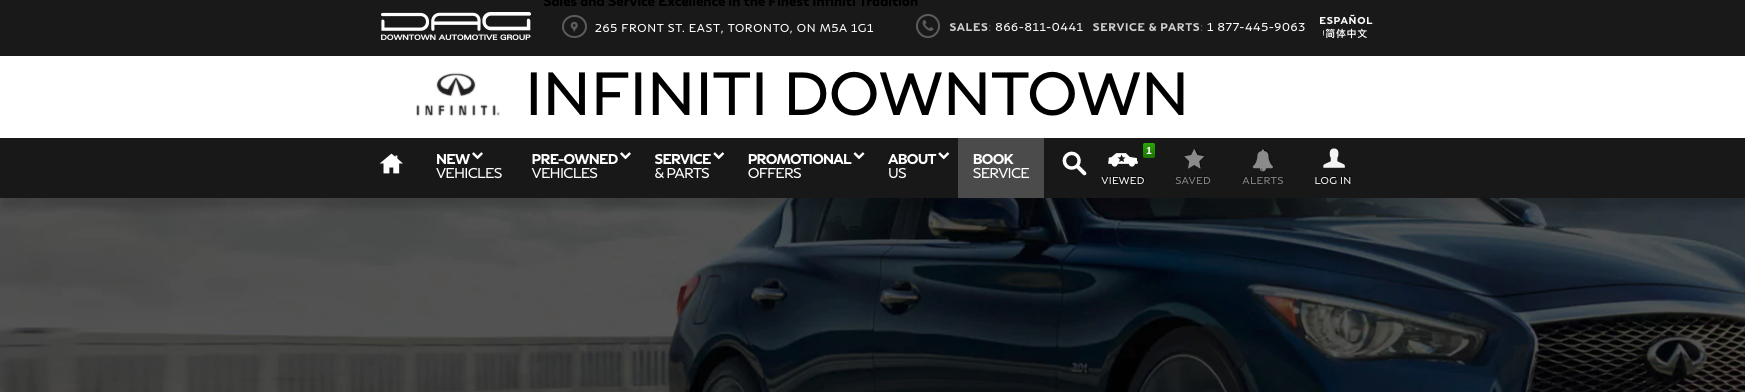 Sales and Service Excellence in the Finest Infiniti Tradition
DAG
DOWNTOWN AUTOMOTIVE GROUP
265 FRONT ST. EAST, TORONTO, ON M5A 1G1
SALES: 866-811-0441 SERVICE & PARTS: 1 877-445-9063
ESPAÑOL
简体中文
INFINITI.
INFINITI DOWNTOWN
NEW
VEHICLES
PRE-OWNED
VEHICLES
SERVICE
& PARTS
PROMOTIONAL
OFFERS
ABOUT
US
BOOK
SERVICE
1
VIEWED
SAVED
ALERTS
LOG IN